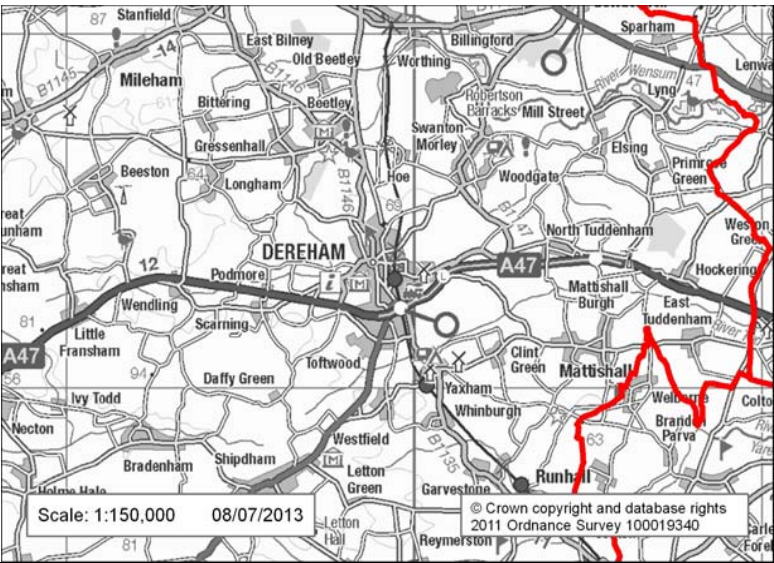 Stanfield
87
14
Mileham
B1145
East Bilney
Old Beetley
B1146
Bittering
Beetley
Gressenhall
Worthing
Billingford
Sparham
Lenwa
River Wensum
Lyng
47
Robertson
Barracks
Mill Street
Swanton
Morley
Elsing
Primrose
Green
Woodgate
Beeston
64
Longham
Hoe
69
B1146
B1147
North Tuddenham
Weston
Green
reat
unham
DEREHAM
12
Podmore
A47
Hockering
reat
nsham
Wendling
Scarning
Mattishall
Burgh
East
Tuddenham
81
Little
Fransham
A47
56
94
Toftwood
Daffy Green
Clint
Green
Mattishall
Ivy Todd
Yaxham
Whinburgh
Welborne
Colto
Brandon
Parva
63
Necton
Westfield
B1135
Bradenham
Shipdham
Letton
Green
Garvestone
Runhall
Holme Hale
Scale: 1:150,000 08/07/2013
© Crown copyright and database rights
2011 Ordnance Survey 100019340
81
Letton
Hall
Reymerston